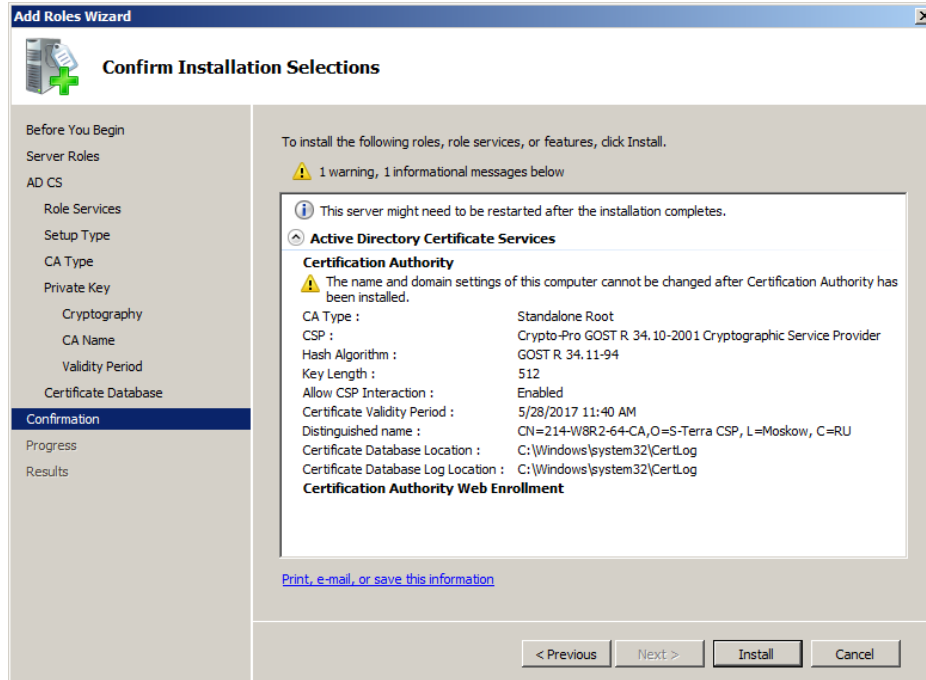 Add Roles Wizard
Confirm Installation Selections
Before You Begin
Server Roles
AD CS
Role Services
Setup Type
CA Type
Private Key
Cryptography
CA Name
Validity Period
Certificate Database
Confirmation
Progress
Results
To install the following roles, role services, or features, click Install.
1 warning, 1 informational messages below
This server might need to be restarted after the installation completes.
Active Directory Certificate Services
Certification Authority
The name and domain settings of this computer cannot be changed after Certification Authority has
been installed.
CA Type : Standalone Root
CSP : Crypto-Pro GOST R 34.10-2001 Cryptographic Service Provider
Hash Algorithm : GOST R 34.11-94
Key Length : 512
Allow CSP Interaction : Enabled
Certificate Validity Period : 5/28/2017 11:40 AM
Distinguished name : CN=214-W8R2-64-CA,O=S-Terra CSP, L=Moskow, C=RU
Certificate Database Location : C:\Windows\system32\CertLog
Certificate Database Log Location : C:\Windows\system32\CertLog
Certification Authority Web Enrollment
Print, e-mail, or save this information
< Previous
Next >
Install
Cancel